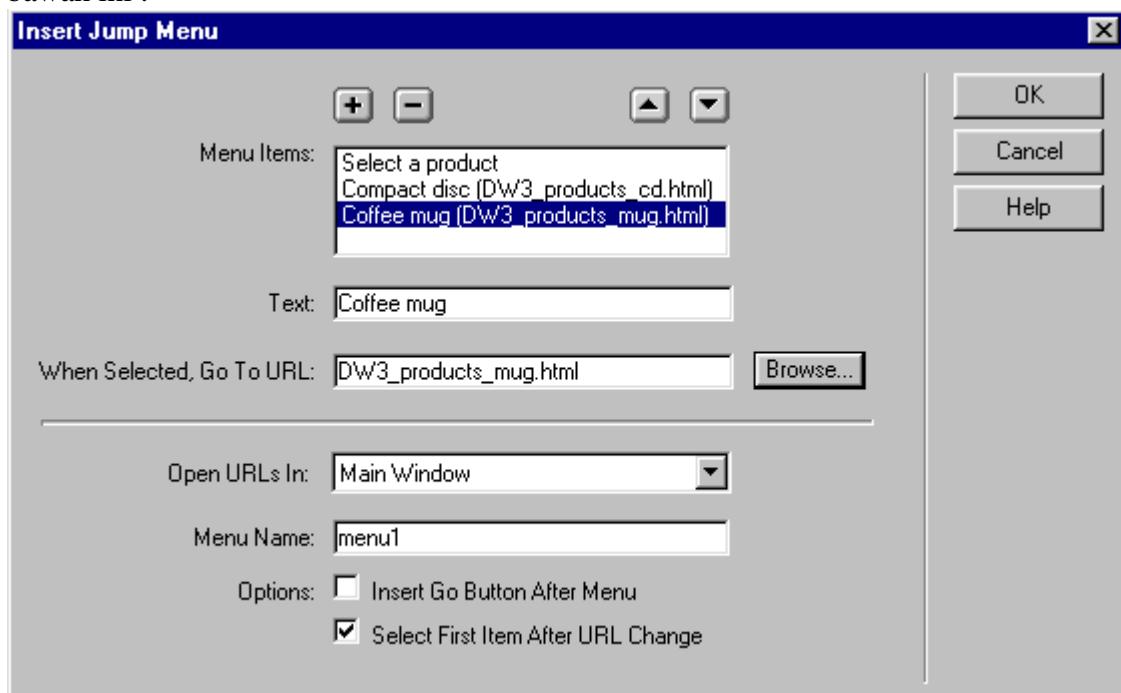 Insert Jump Menu
OK
Menu Items:
Select a product
Compact disc (DW3_products_cd.html)
Coffee mug (DW3_products_mug.html)
Cancel
Help
Text:
Coffee mug
When Selected, Go To URL:
DW3_products_mug.html
Browse...
Open URLs In:
Main Window
Menu Name:
menu1
Options:
Insert Go Button After Menu
Select First Item After URL Change